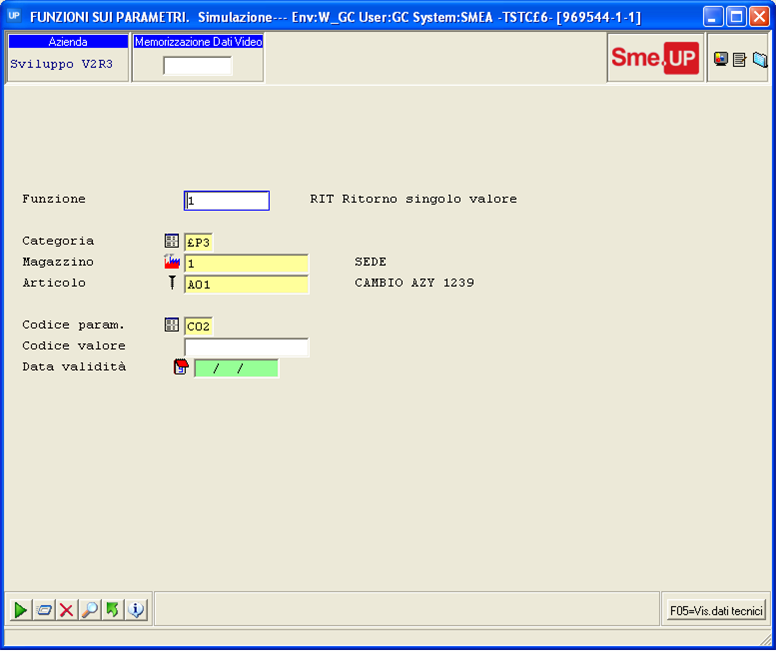 UP FUNZIONI SUI PARAMETRI. Simulazione--- Env:W_GC User:GC System:SMEA -TSTC£6- [969544-1-1]
Azienda Memorizzazione Dati Video
Sviluppo V2R3
Sme.UP
Funzione 1 RIT Ritorno singolo valore
Categoria £P3
Magazzino 1 SEDE
Articolo A01 CAMBIO AZY 1239
Codice param. C02
Codice valore
Data validità / /
F05=Vis.dati tecnici